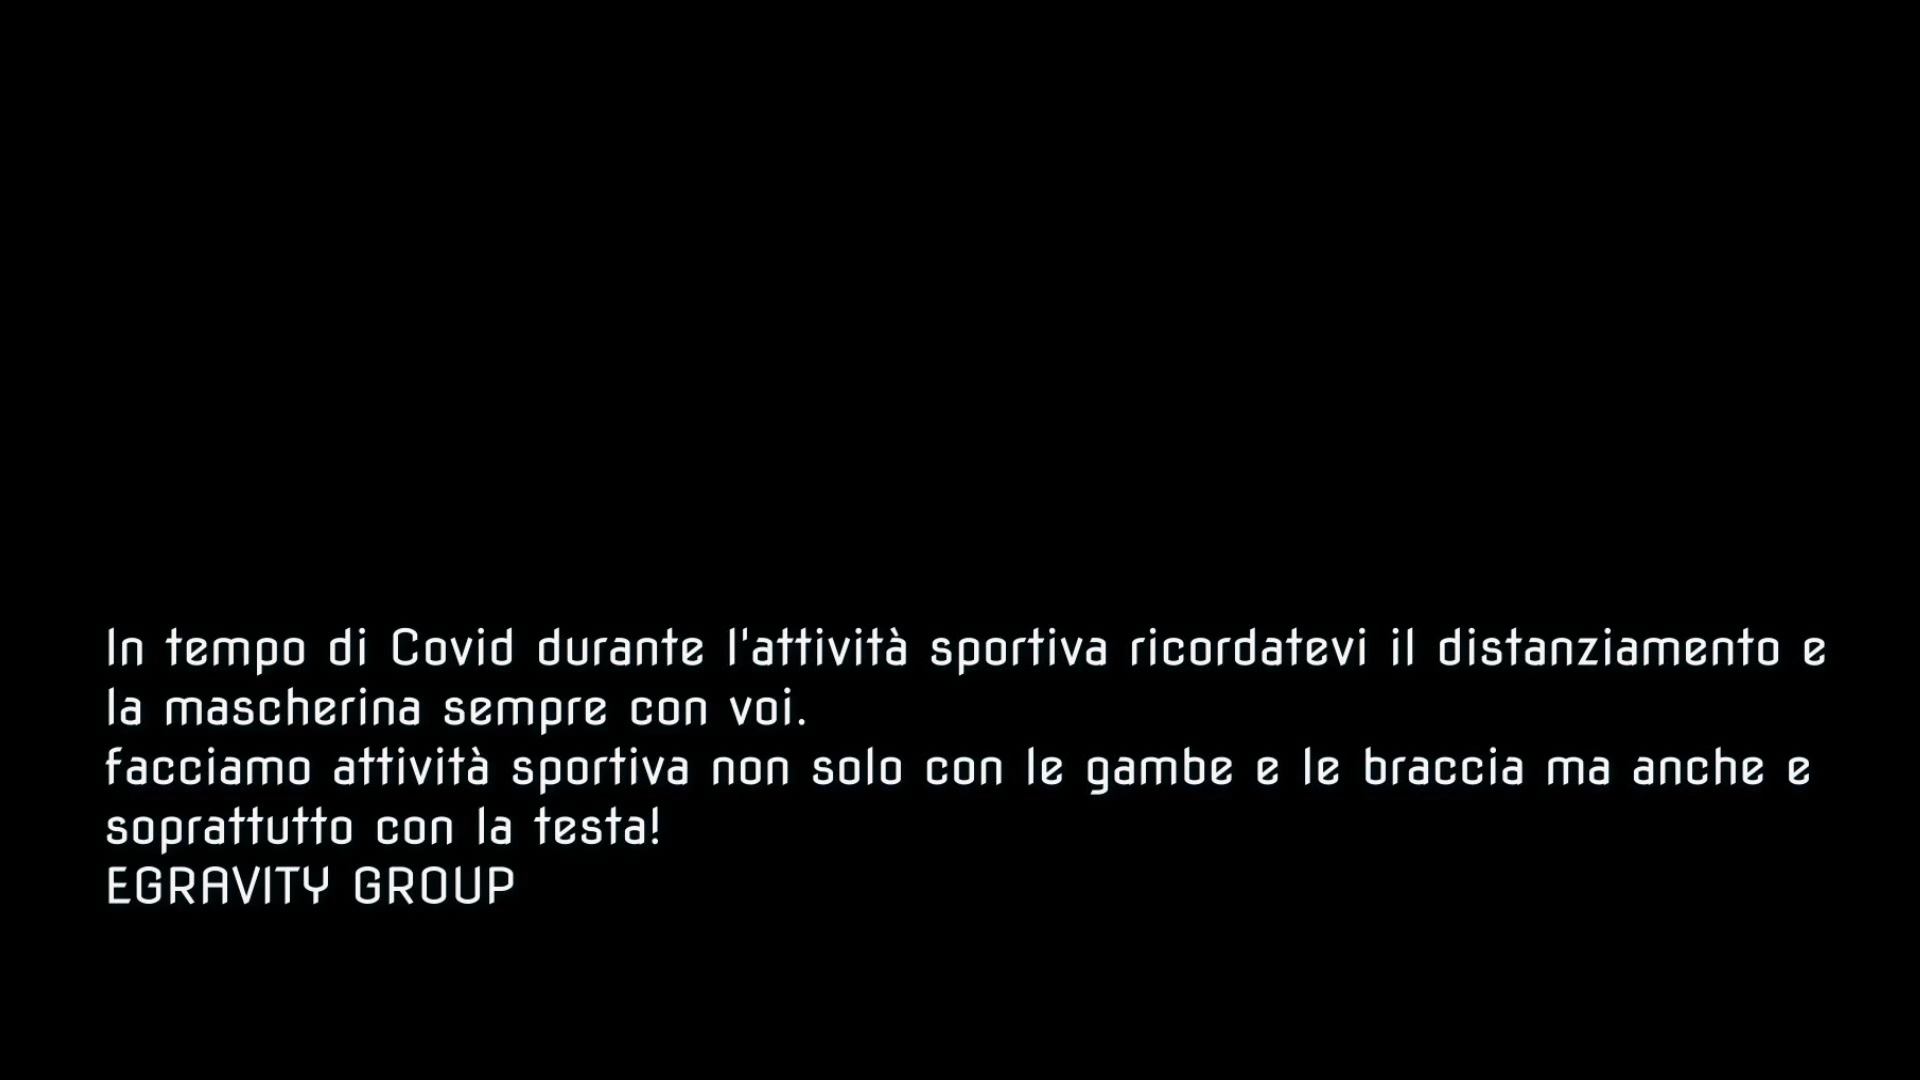 In tempo di Covid durante l'attività sportiva ricordatevi il distanziamento e
la mascherina sempre con voi.
facciamo attività sportiva non solo con le gambe e le braccia ma anche e
soprattutto con la testa!
EGRAVITY GROUP